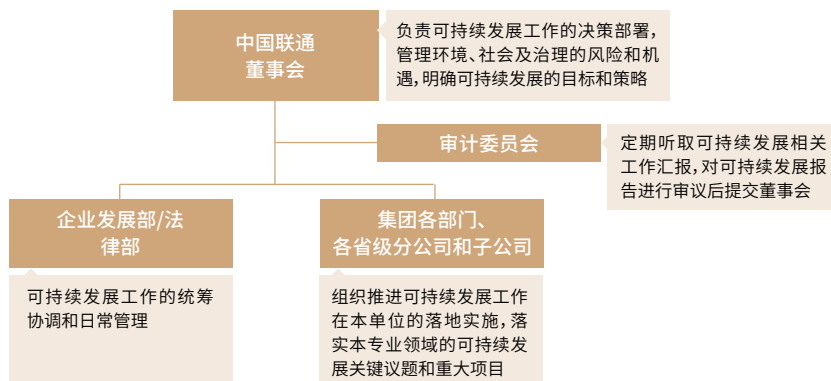 中国联通
董事会
负责可持续发展工作的决策部署，
管理环境、社会及治理的风险和机
遇，明确可持续发展的目标和策略
审计委员会
定期听取可持续发展相关
工作汇报，对可持续发展报
告进行审议后提交董事会
企业发展部/法
律部
可持续发展工作的统筹
协调和日常管理
集团各部门、
各省级分公司和子公司
组织推进可持续发展工作
在本单位的落地实施，落
实本专业领域的可持续发
展关键议题和重大项目